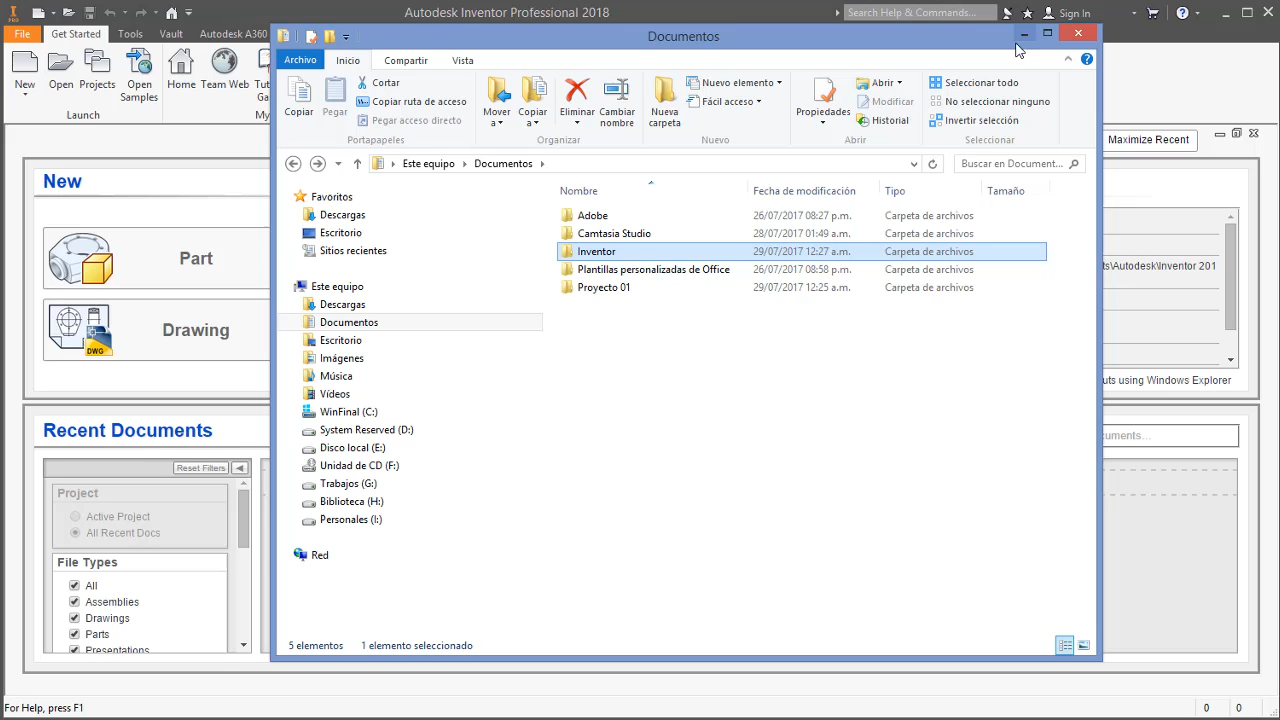 PRO
Autodesk Inventor Professional 2018
Search Help & Commands...
Sign In
File Get Started Tools Vault Autodesk A360
New Open Projects Open Samples Home Team Web
Launch
Documentos
Archivo Inicio Compartir Vista
Copiar Pegar
Cortar
Copiar ruta de acceso
Pegar acceso directo
Portapapeles
Mover a Copiar a Eliminar Cambiar nombre
Organizar
Nueva carpeta
Nuevo elemento
Fácil acceso
Nuevo
Propiedades
Abrir
Modificar
Historial
Abrir
Seleccionar todo
No seleccionar ninguno
Invertir selección
Seleccionar
Este equipo Documentos
Buscar en Document...
Favoritos
Descargas
Escritorio
Sitios recientes
Este equipo
Descargas
Documentos
Escritorio
Imágenes
Música
Vídeos
WinFinal (C:)
System Reserved (D:)
Disco local (E:)
Unidad de CD (F:)
Trabajos (G:)
Biblioteca (H:)
Personales (I:)
Red
Nombre Fecha de modificación Tipo Tamaño
Adobe 26/07/2017 08:27 p.m. Carpeta de archivos
Camtasia Studio 28/07/2017 01:49 a.m. Carpeta de archivos
Inventor 29/07/2017 12:27 a.m. Carpeta de archivos
Plantillas personalizadas de Office 26/07/2017 08:58 p.m. Carpeta de archivos
Proyecto 01 29/07/2017 12:25 a.m. Carpeta de archivos
5 elementos 1 elemento seleccionado
Maximize Recent
New
Part
Drawing
DWG
ts\Autodesk\Inventor 201
uts using Windows Explorer
Recent Documents
uments...
Reset Filters
Project
Active Project
All Recent Docs
File Types
All
Assemblies
Drawings
Parts
Presentations
For Help, press F1
0 0